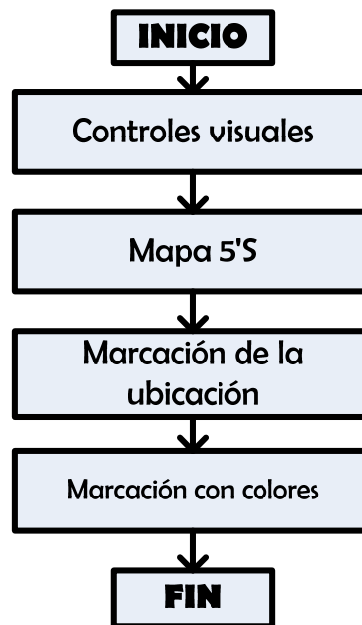 INICIO
Controles visuales
Mapa 5'S
Marcación de la
ubicación
Marcación con colores
FIN